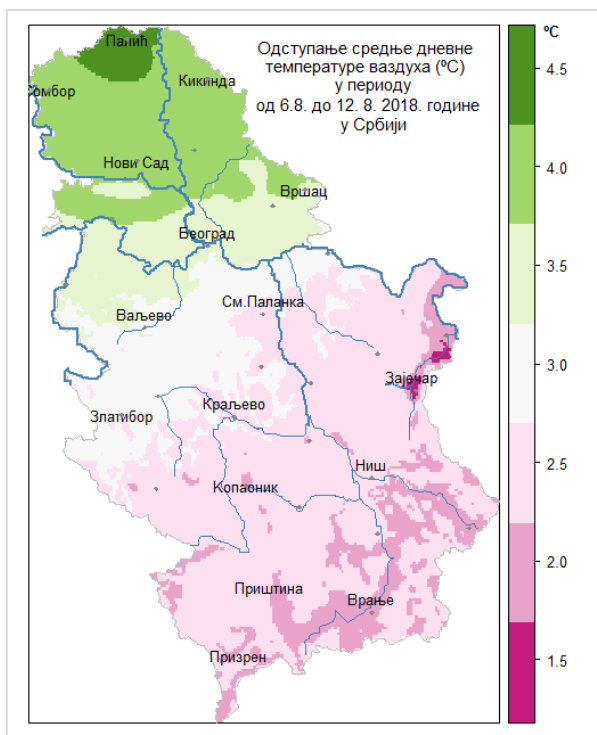 Одступање средње дневне
температуре ваздуха (ºC)
у периоду
од 6.8. до 12. 8. 2018. године
у Србији
Палић
Сомбор
Кикинда
Нови Сад
Вршац
Београд
Ваљево
См.Паланка
Зајечар
Златибор
Краљево
Ниш
Копаоник
Приштина
Врање
Призрен
ºC
4.5
4.0
3.5
3.0
2.5
2.0
1.5